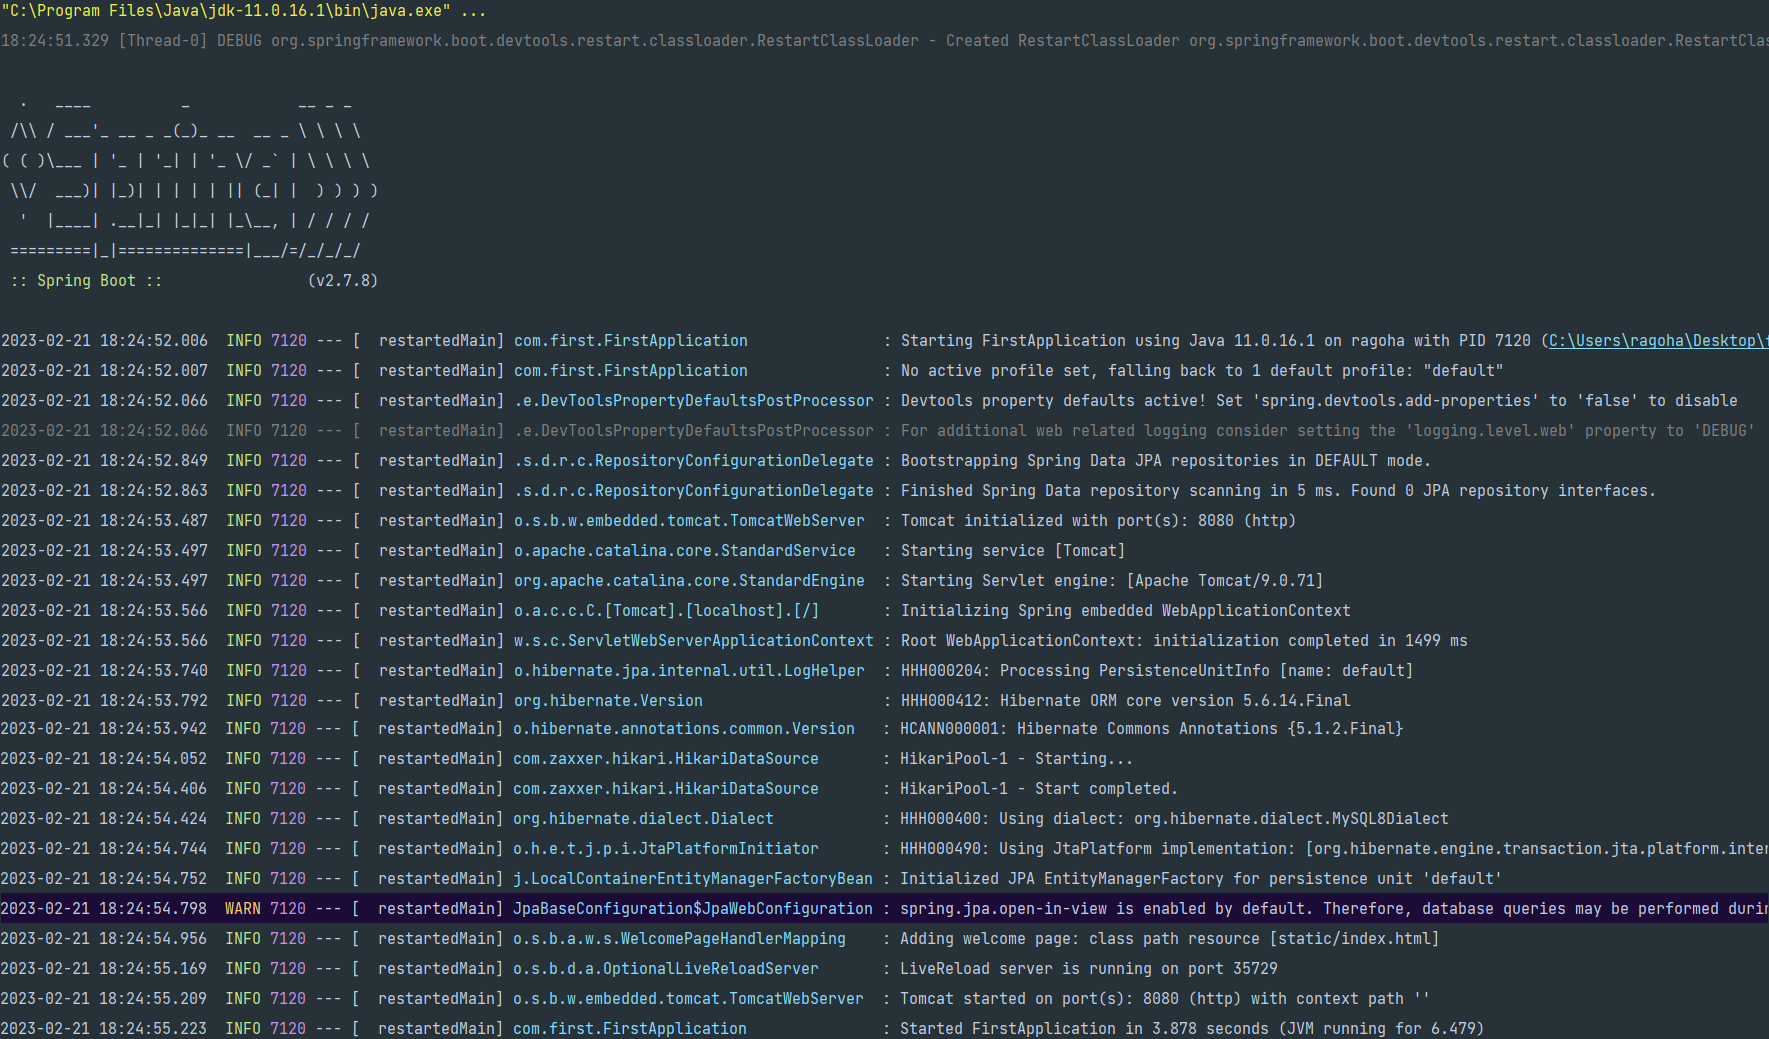 "C:\Program Files\Java\jdk-11.0.16.1\bin\java.exe" ...
18:24:51.329 [Thread-0] DEBUG org.springframework.boot.devtools.restart.classloader.RestartClassLoader - Created RestartClassLoader org.springframework.boot.devtools.restart.classloader.RestartClas
  .   ____          _            __ _ _
 /\\ / ___'_ __ _ _(_)_ __  __ _ \ \ \ \
( ( )\___ | '_ | '_| | '_ \/ _` | \ \ \ \
 \\/  ___)| |_)| | | | | || (_| |  ) ) ) )
  '  |____| .__|_| |_|_| |_\__, | / / / /
 =========|_|==============|___/=/_/_/_/
 :: Spring Boot ::                (v2.7.8)
2023-02-21 18:24:52.006  INFO 7120 --- [  restartedMain] com.first.FirstApplication               : Starting FirstApplication using Java 11.0.16.1 on ragoha with PID 7120 (C:\Users\ragoha\Desktop\f
2023-02-21 18:24:52.007  INFO 7120 --- [  restartedMain] com.first.FirstApplication               : No active profile set, falling back to 1 default profile: "default"
2023-02-21 18:24:52.066  INFO 7120 --- [  restartedMain] .e.DevToolsPropertyDefaultsPostProcessor : Devtools property defaults active! Set 'spring.devtools.add-properties' to 'false' to disable
2023-02-21 18:24:52.066  INFO 7120 --- [  restartedMain] .e.DevToolsPropertyDefaultsPostProcessor : For additional web related logging consider setting the 'logging.level.web' property to 'DEBUG'
2023-02-21 18:24:52.849  INFO 7120 --- [  restartedMain] .s.d.r.c.RepositoryConfigurationDelegate : Bootstrapping Spring Data JPA repositories in DEFAULT mode.
2023-02-21 18:24:52.863  INFO 7120 --- [  restartedMain] .s.d.r.c.RepositoryConfigurationDelegate : Finished Spring Data repository scanning in 5 ms. Found 0 JPA repository interfaces.
2023-02-21 18:24:53.487  INFO 7120 --- [  restartedMain] o.s.b.w.embedded.tomcat.TomcatWebServer  : Tomcat initialized with port(s): 8080 (http)
2023-02-21 18:24:53.497  INFO 7120 --- [  restartedMain] o.apache.catalina.core.StandardService   : Starting service [Tomcat]
2023-02-21 18:24:53.497  INFO 7120 --- [  restartedMain] org.apache.catalina.core.StandardEngine  : Starting Servlet engine: [Apache Tomcat/9.0.71]
2023-02-21 18:24:53.566  INFO 7120 --- [  restartedMain] o.a.c.c.C.[Tomcat].[localhost].[/]       : Initializing Spring embedded WebApplicationContext
2023-02-21 18:24:53.566  INFO 7120 --- [  restartedMain] w.s.c.ServletWebServerApplicationContext : Root WebApplicationContext: initialization completed in 1499 ms
2023-02-21 18:24:53.740  INFO 7120 --- [  restartedMain] o.hibernate.jpa.internal.util.LogHelper  : HHH000204: Processing PersistenceUnitInfo [name: default]
2023-02-21 18:24:53.792  INFO 7120 --- [  restartedMain] org.hibernate.Version                    : HHH000412: Hibernate ORM core version 5.6.14.Final
2023-02-21 18:24:53.942  INFO 7120 --- [  restartedMain] o.hibernate.annotations.common.Version   : HCANN000001: Hibernate Commons Annotations {5.1.2.Final}
2023-02-21 18:24:54.052  INFO 7120 --- [  restartedMain] com.zaxxer.hikari.HikariDataSource       : HikariPool-1 - Starting...
2023-02-21 18:24:54.406  INFO 7120 --- [  restartedMain] com.zaxxer.hikari.HikariDataSource       : HikariPool-1 - Start completed.
2023-02-21 18:24:54.424  INFO 7120 --- [  restartedMain] org.hibernate.dialect.Dialect            : HHH000400: Using dialect: org.hibernate.dialect.MySQL8Dialect
2023-02-21 18:24:54.744  INFO 7120 --- [  restartedMain] o.h.e.t.j.p.i.JtaPlatformInitiator       : HHH000490: Using JtaPlatform implementation: [org.hibernate.engine.transaction.jta.platform.inter
2023-02-21 18:24:54.752  INFO 7120 --- [  restartedMain] j.LocalContainerEntityManagerFactoryBean : Initialized JPA EntityManagerFactory for persistence unit 'default'
2023-02-21 18:24:54.798  WARN 7120 --- [  restartedMain] JpaBaseConfiguration$JpaWebConfiguration : spring.jpa.open-in-view is enabled by default. Therefore, database queries may be performed durin
2023-02-21 18:24:54.956  INFO 7120 --- [  restartedMain] o.s.b.a.w.s.WelcomePageHandlerMapping    : Adding welcome page: class path resource [static/index.html]
2023-02-21 18:24:55.169  INFO 7120 --- [  restartedMain] o.s.b.d.a.OptionalLiveReloadServer       : LiveReload server is running on port 35729
2023-02-21 18:24:55.209  INFO 7120 --- [  restartedMain] o.s.b.w.embedded.tomcat.TomcatWebServer  : Tomcat started on port(s): 8080 (http) with context path ''
2023-02-21 18:24:55.223  INFO 7120 --- [  restartedMain] com.first.FirstApplication               : Started FirstApplication in 3.878 seconds (JVM running for 6.479)